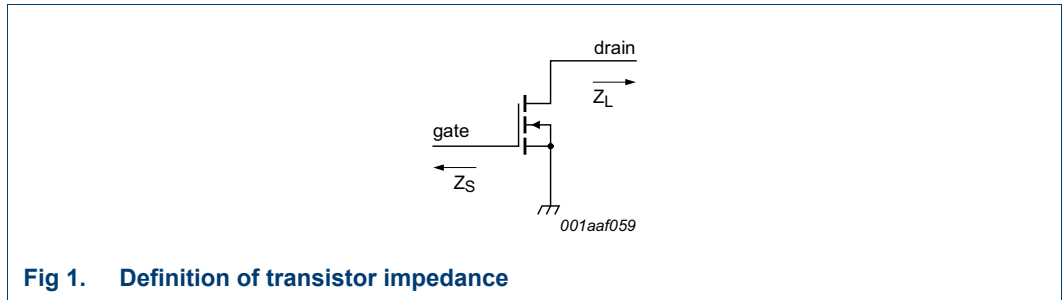 drain
Z_L
gate
Z_S
001aaf059
Fig 1. Definition of transistor impedance